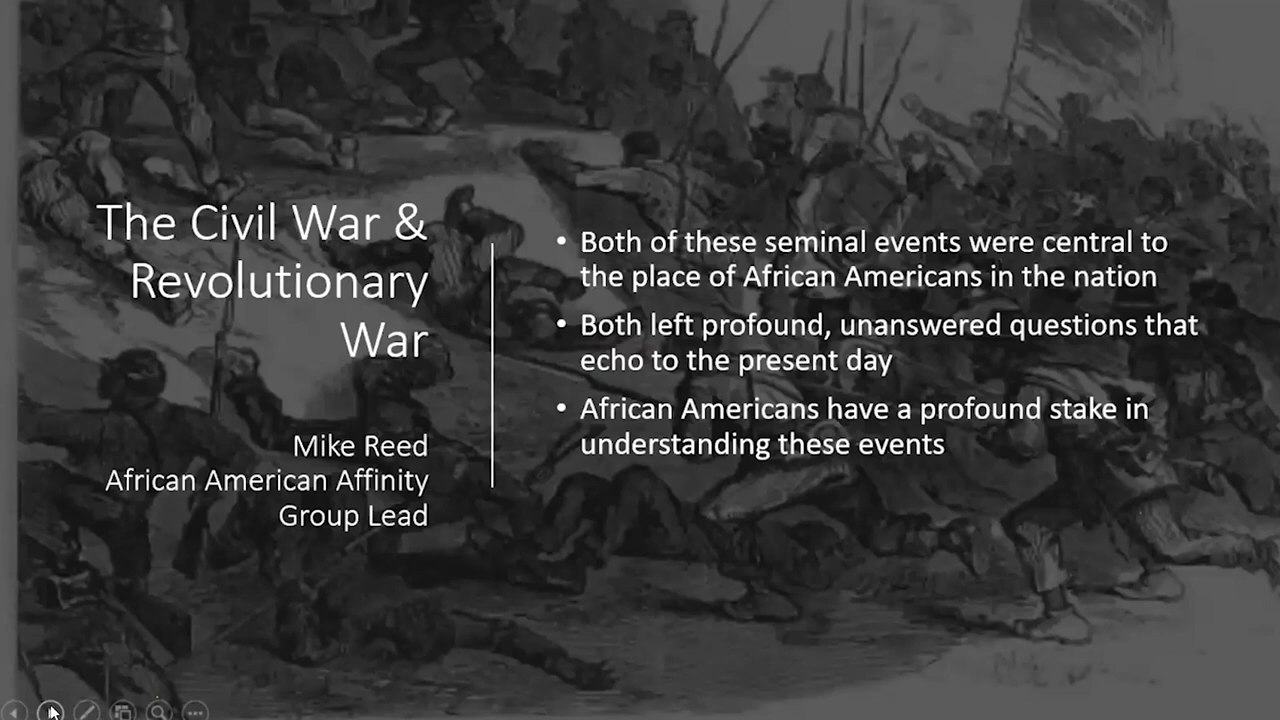 The Civil War &
Revolutionary
War
Mike Reed
African American Affinity
Group Lead
• Both of these seminal events were central to
the place of African Americans in the nation
• Both left profound, unanswered questions that
echo to the present day
• African Americans have a profound stake in
understanding these events